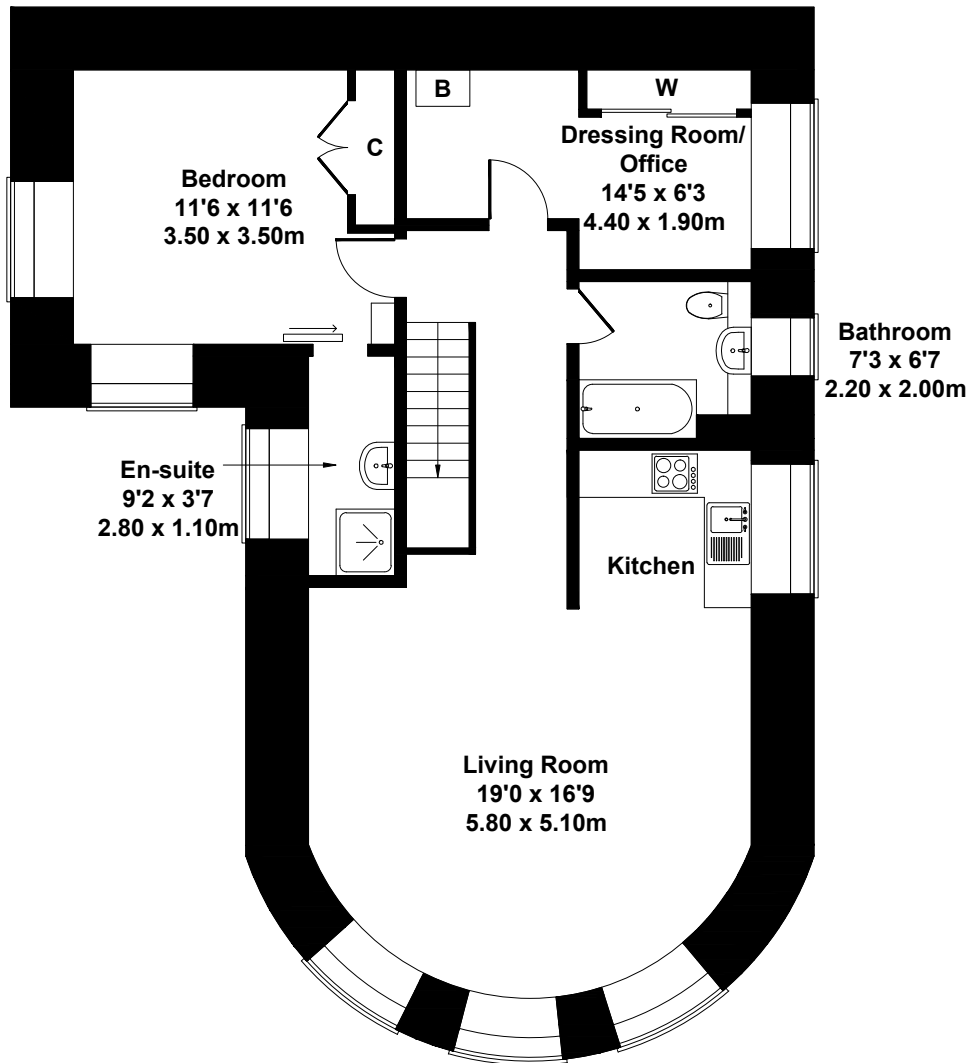 B
W
C
Dressing Room/
Office
14'5 x 6'3
4.40 x 1.90m
Bedroom
11'6 x 11'6
3.50 x 3.50m
Bathroom
7'3 x 6'7
2.20 x 2.00m
En-suite
9'2 x 3'7
2.80 x 1.10m
Kitchen
Living Room
19'0 x 16'9
5.80 x 5.10m